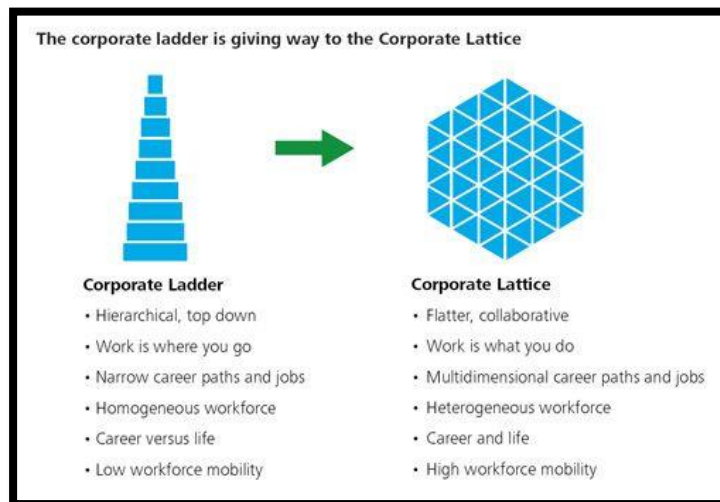 The corporate ladder is giving way to the Corporate Lattice
Corporate Ladder
• Hierarchical, top down
• Work is where you go
• Narrow career paths and jobs
• Homogeneous workforce
• Career versus life
• Low workforce mobility
Corporate Lattice
• Flatter, collaborative
• Work is what you do
• Multidimensional career paths and jobs
• Heterogeneous workforce
• Career and life
• High workforce mobility